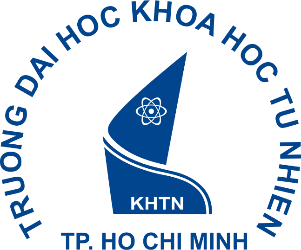 TRUONG DAI HOC KHOA HOC TU NHIEN
KHTN
TP. HO CHI MINH